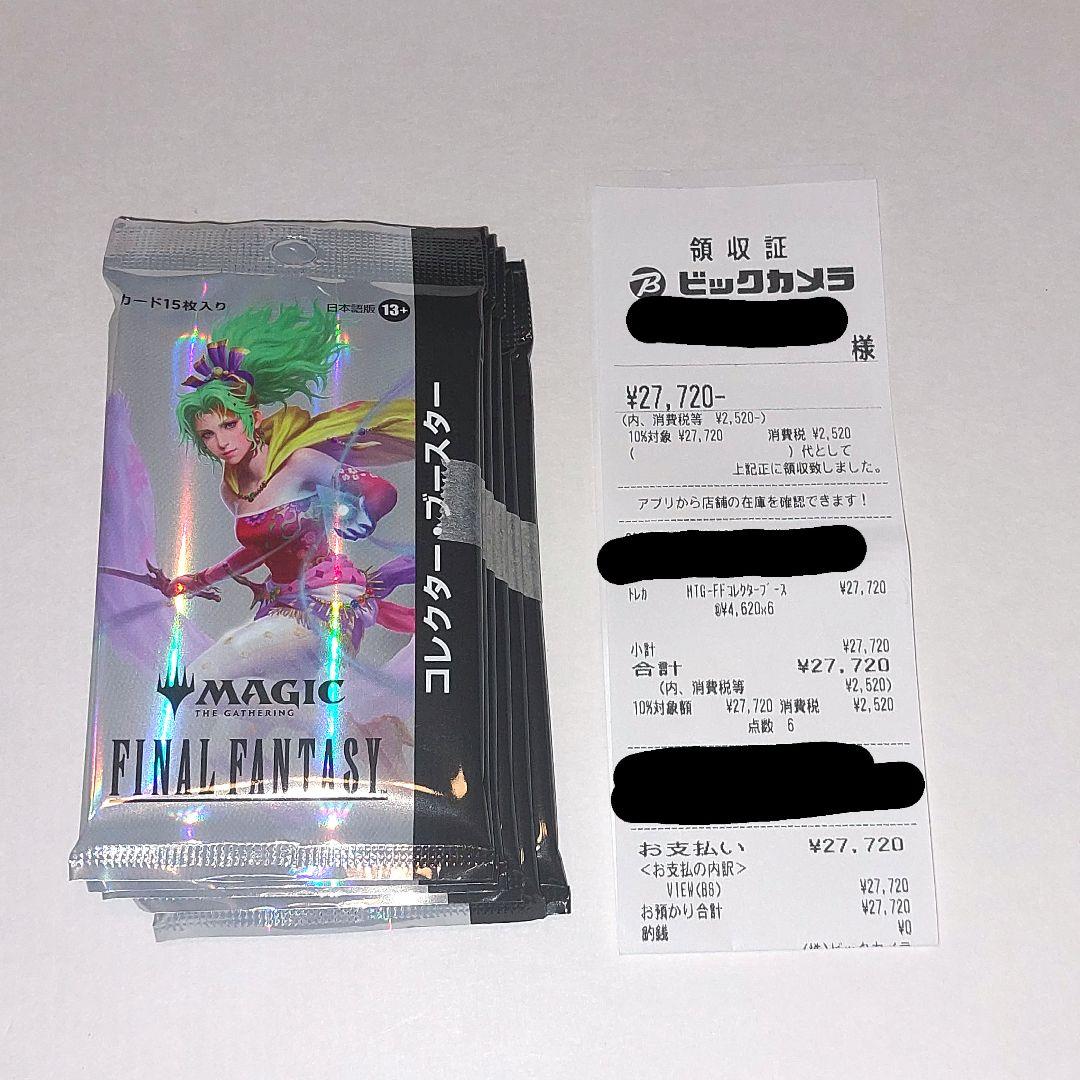 カード15枚入り
日本語版 13+
コレクター・ブースター
MAGIC
THE GATHERING
FINAL FANTASY
領収証
ビックカメラ
様
¥27,720-
(内、消費税等 ¥2,520-)
10%対象 ¥27,720 消費税 ¥2,520
( )代として
上記正に領収致しました。
アプリから店舗の在庫を確認できます!
トレカ MTG-FFコレクターブース ¥27,720
@¥4,620x6
小計 ¥27,720
合計 ¥27,720
(内、消費税等 ¥2,520)
10%対象額 ¥27,720 消費税 ¥2,520
点数 6
お支払い ¥27,720
<お支払の内訳>
VIEW(B6) ¥27,720
お預かり合計 ¥27,720
釣銭 ¥0